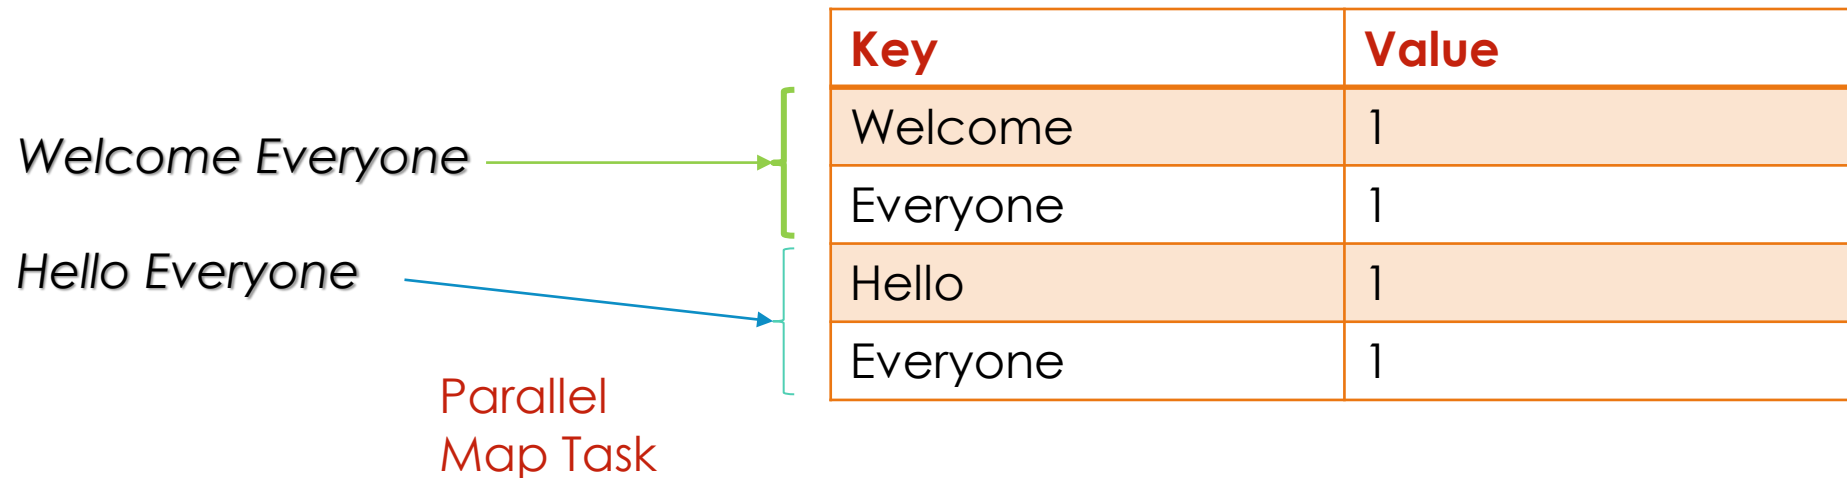 Key Value
Welcome 1
Welcome Everyone
Everyone 1
Hello Everyone
Hello 1
Everyone 1
Parallel
Map Task